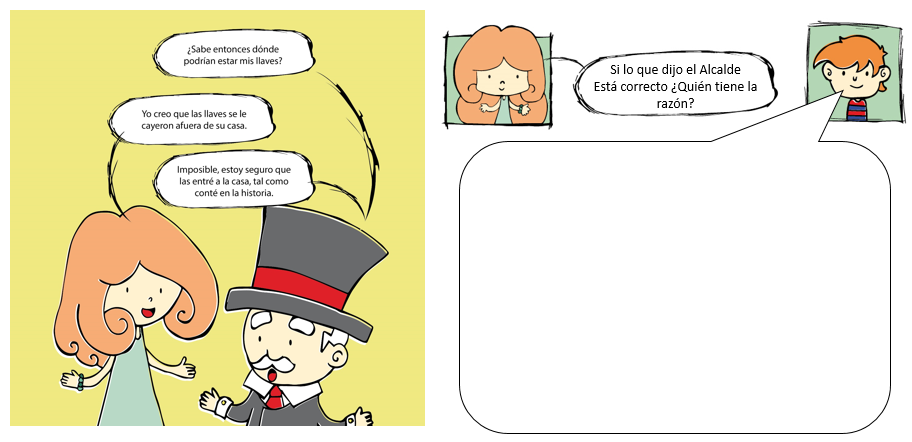 ¿Sabe entonces dónde
podrían estar mis llaves?
Yo creo que las llaves se le
cayeron afuera de su casa.
Imposible, estoy seguro que
las entré a la casa, tal como
conté en la historia.
Si lo que dijo el Alcalde
Está correcto ¿Quién tiene la
razón?